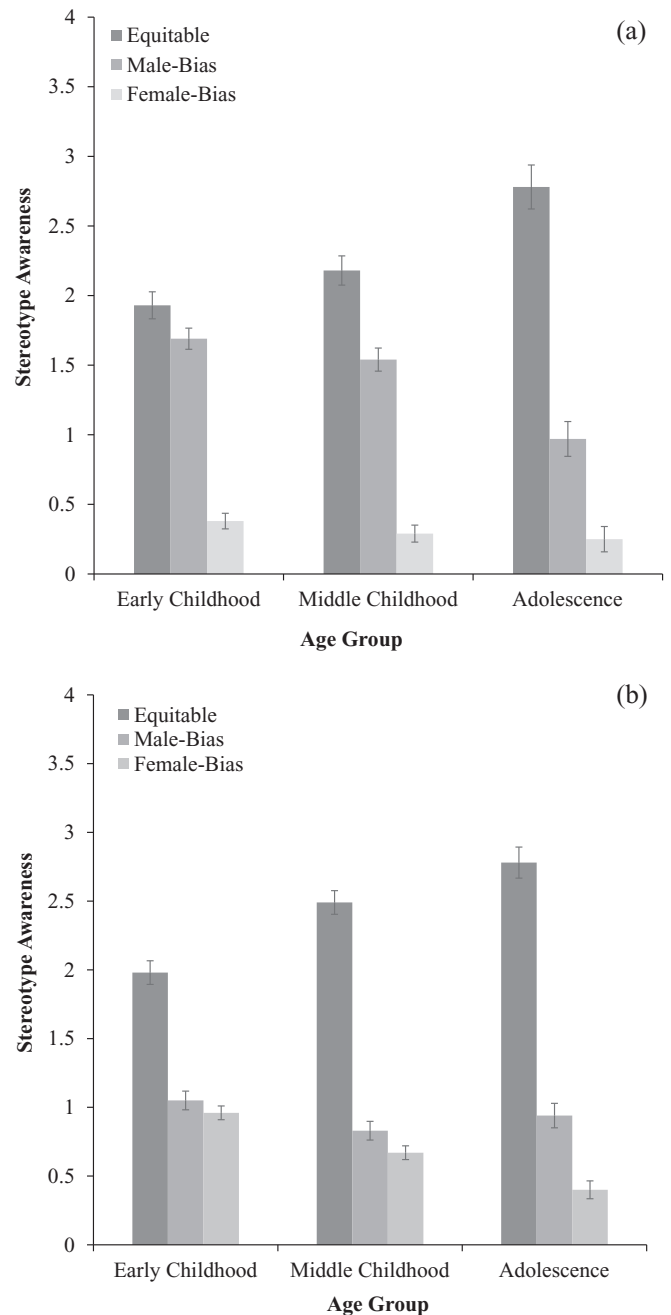 (a)
Equitable
Male-Bias
Female-Bias
Stereotype Awareness
4
3.5
3
2.5
2
1.5
1
0.5
0
Early Childhood Middle Childhood Adolescence
Age Group
(b)
Equitable
Male-Bias
Female-Bias
Stereotype Awareness
4
3.5
3
2.5
2
1.5
1
0.5
0
Early Childhood Middle Childhood Adolescence
Age Group